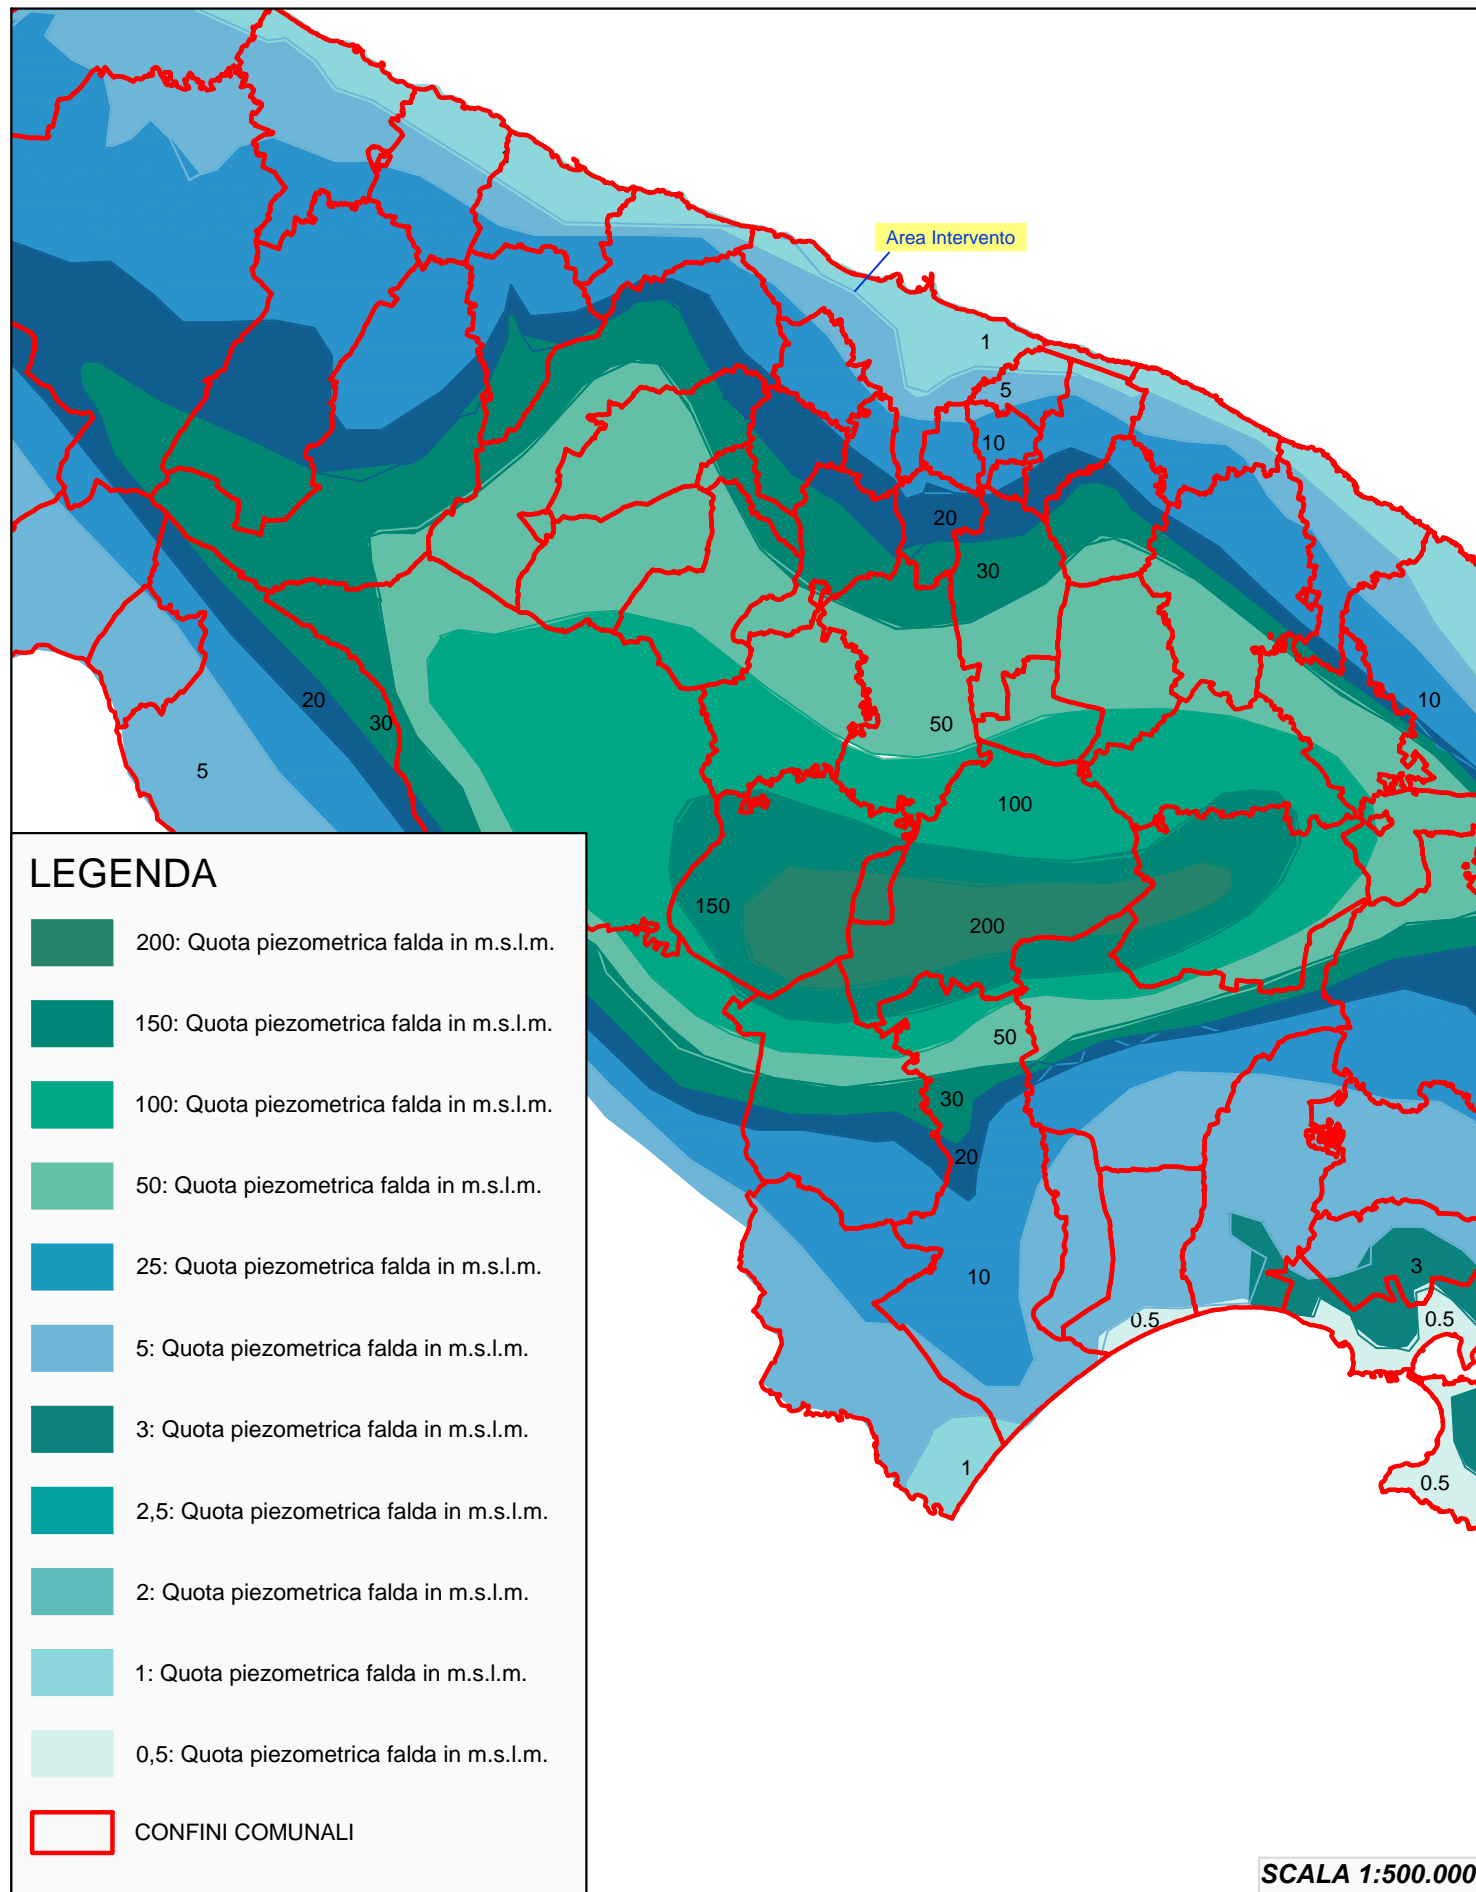 1
Area Intervento
1
5
10
20
30
10
20
30
5
50
100
150
200
50
30
20
10
3
0.5
0.5
1
0.5
LEGENDA
200: Quota piezometrica falda in m.s.l.m.
150: Quota piezometrica falda in m.s.l.m.
100: Quota piezometrica falda in m.s.l.m.
50: Quota piezometrica falda in m.s.l.m.
25: Quota piezometrica falda in m.s.l.m.
5: Quota piezometrica falda in m.s.l.m.
3: Quota piezometrica falda in m.s.l.m.
2,5: Quota piezometrica falda in m.s.l.m.
2: Quota piezometrica falda in m.s.l.m.
1: Quota piezometrica falda in m.s.l.m.
0,5: Quota piezometrica falda in m.s.l.m.
CONFINI COMUNALI
SCALA 1:500.000